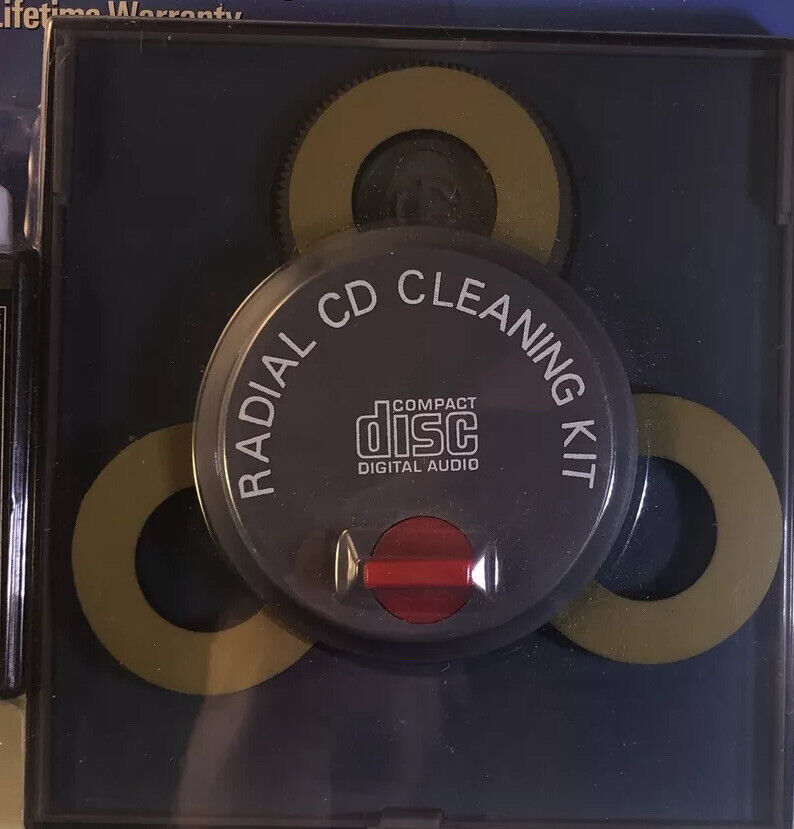 Lifetime Warranty
RADIAL CD CLEANING KIT
COMPACT
disc
DIGITAL AUDIO